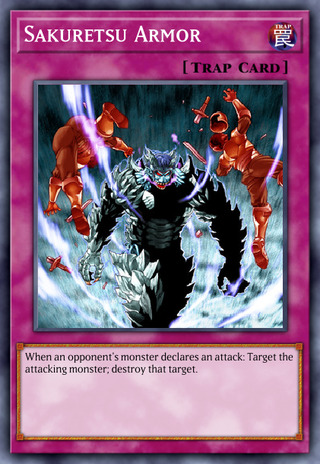 Sakuretsu Armor
TRAP
罠
[Trap Card]
When an opponent's monster declares an attack: Target the
attacking monster; destroy that target.